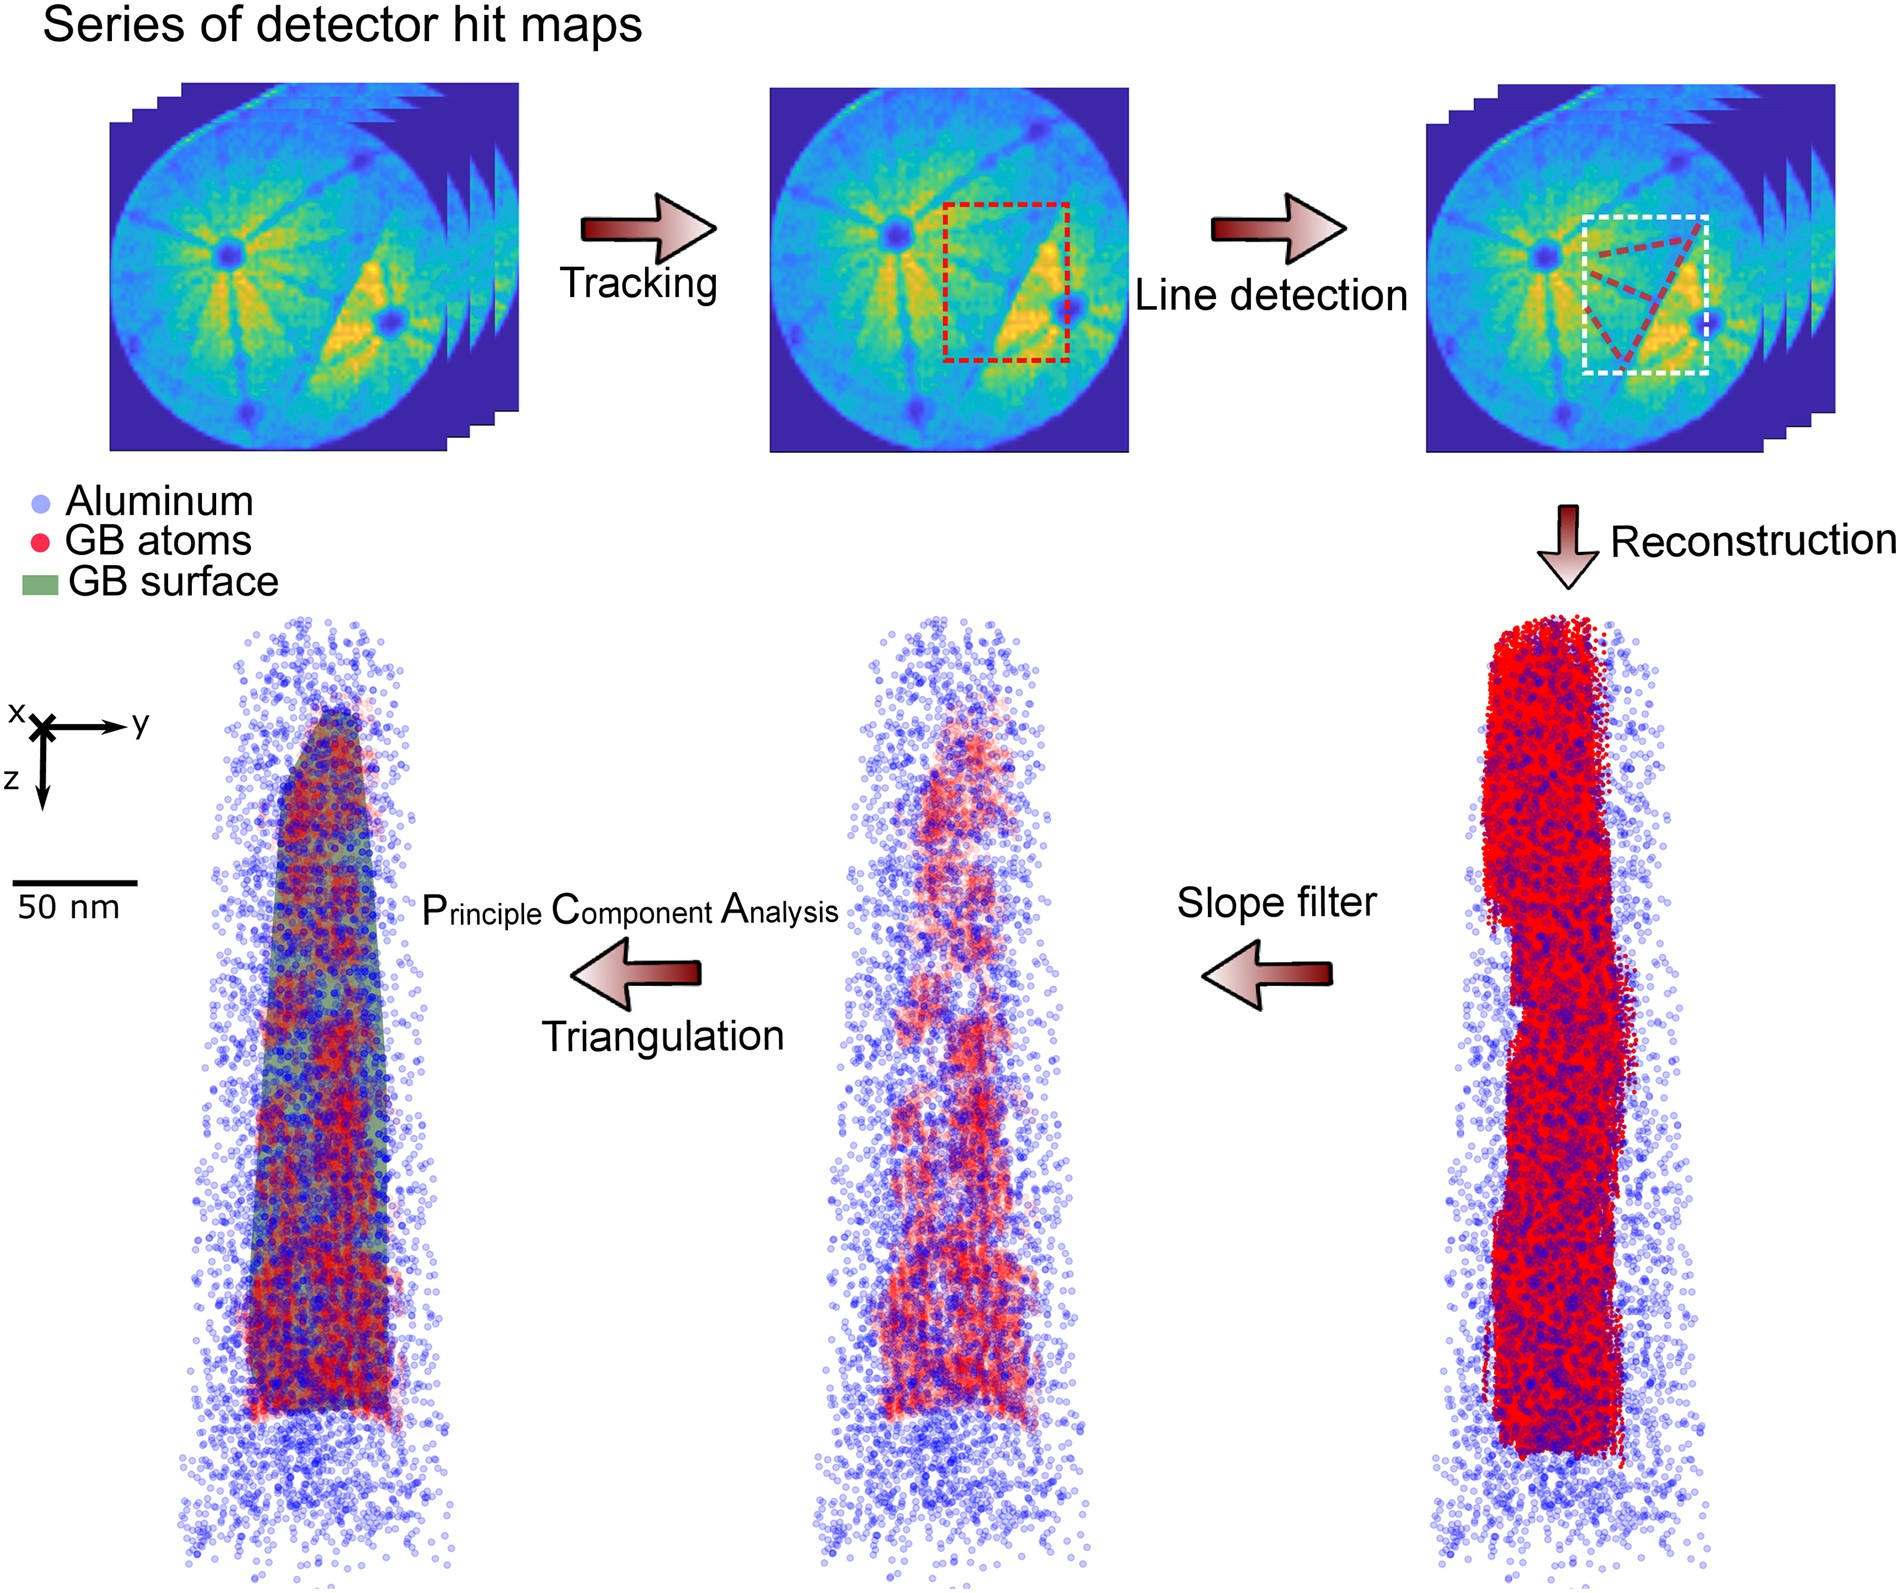 Series of detector hit maps
Tracking
Line detection
Aluminum
GB atoms
GB surface
Reconstruction
x
y
z
50 nm
Principle Component Analysis
Triangulation
Slope filter